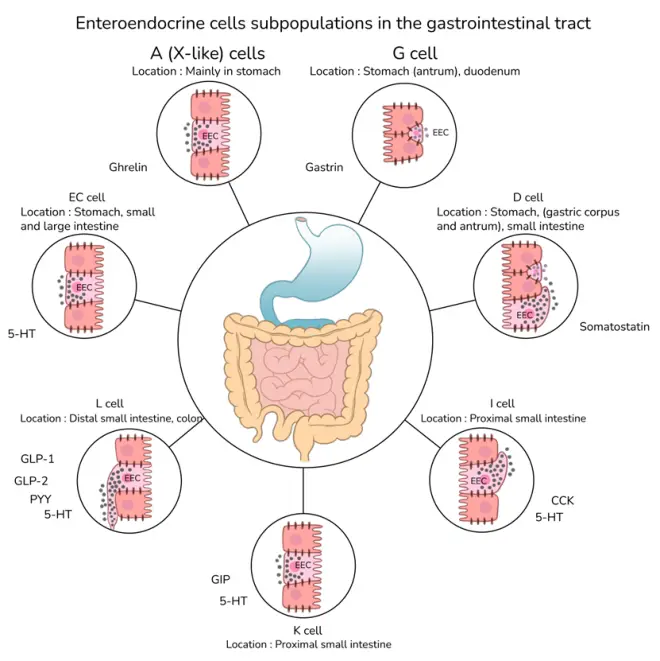 Enteroendocrine cells subpopulations in the gastrointestinal tract
A (X-like) cells
Location : Mainly in stomach
EEC
Ghrelin
G cell
Location : Stomach (antrum), duodenum
EEC
Gastrin
EC cell
Location : Stomach, small
and large intestine
EEC
5-HT
D cell
Location : Stomach, (gastric corpus
and antrum), small intestine
EEC
Somatostatin
L cell
Location : Distal small intestine, colon
GLP-1
GLP-2
PYY
5-HT
EEC
I cell
Location : Proximal small intestine
EEC
CCK
5-HT
EEC
GIP
5-HT
K cell
Location : Proximal small intestine